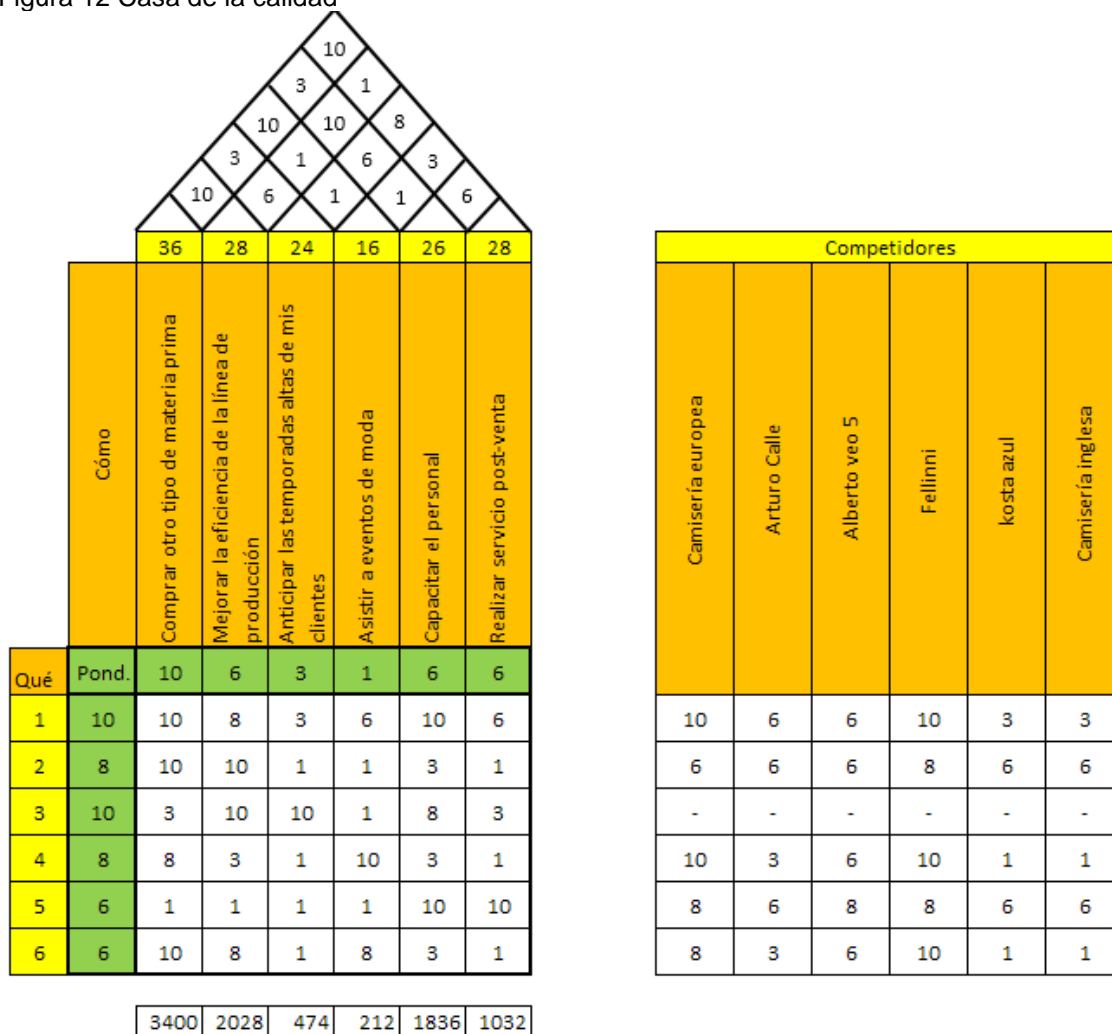 Figura 12 Casa de la calidad
10
3 1
10 10 8
3 1 6 3
10 6 1 1 6
36 28 24 16 26 28
Competidores
Cómo
Comprar otro tipo de materia prima
Mejorar la eficiencia de la línea de
producción
Anticipar las temporadas altas de mis
clientes
Asistir a eventos de moda
Capacitar el personal
Realizar servicio post-venta
Camisería europea
Arturo Calle
Alberto veo 5
Fellinni
kosta azul
Camisería inglesa
Qué Pond. 10 6 3 1 6 6
1 10 10 8 3 6 10 6 10 6 6 10 3 3
2 8 10 10 1 1 3 1 6 6 6 8 6 6
3 10 3 10 10 1 8 3 - - - - - -
4 8 8 3 1 10 3 1 10 3 6 10 1 1
5 6 1 1 1 1 10 10 8 6 8 8 6 6
6 6 10 8 1 8 3 1 8 3 6 10 1 1
3400 2028 474 212 1836 1032